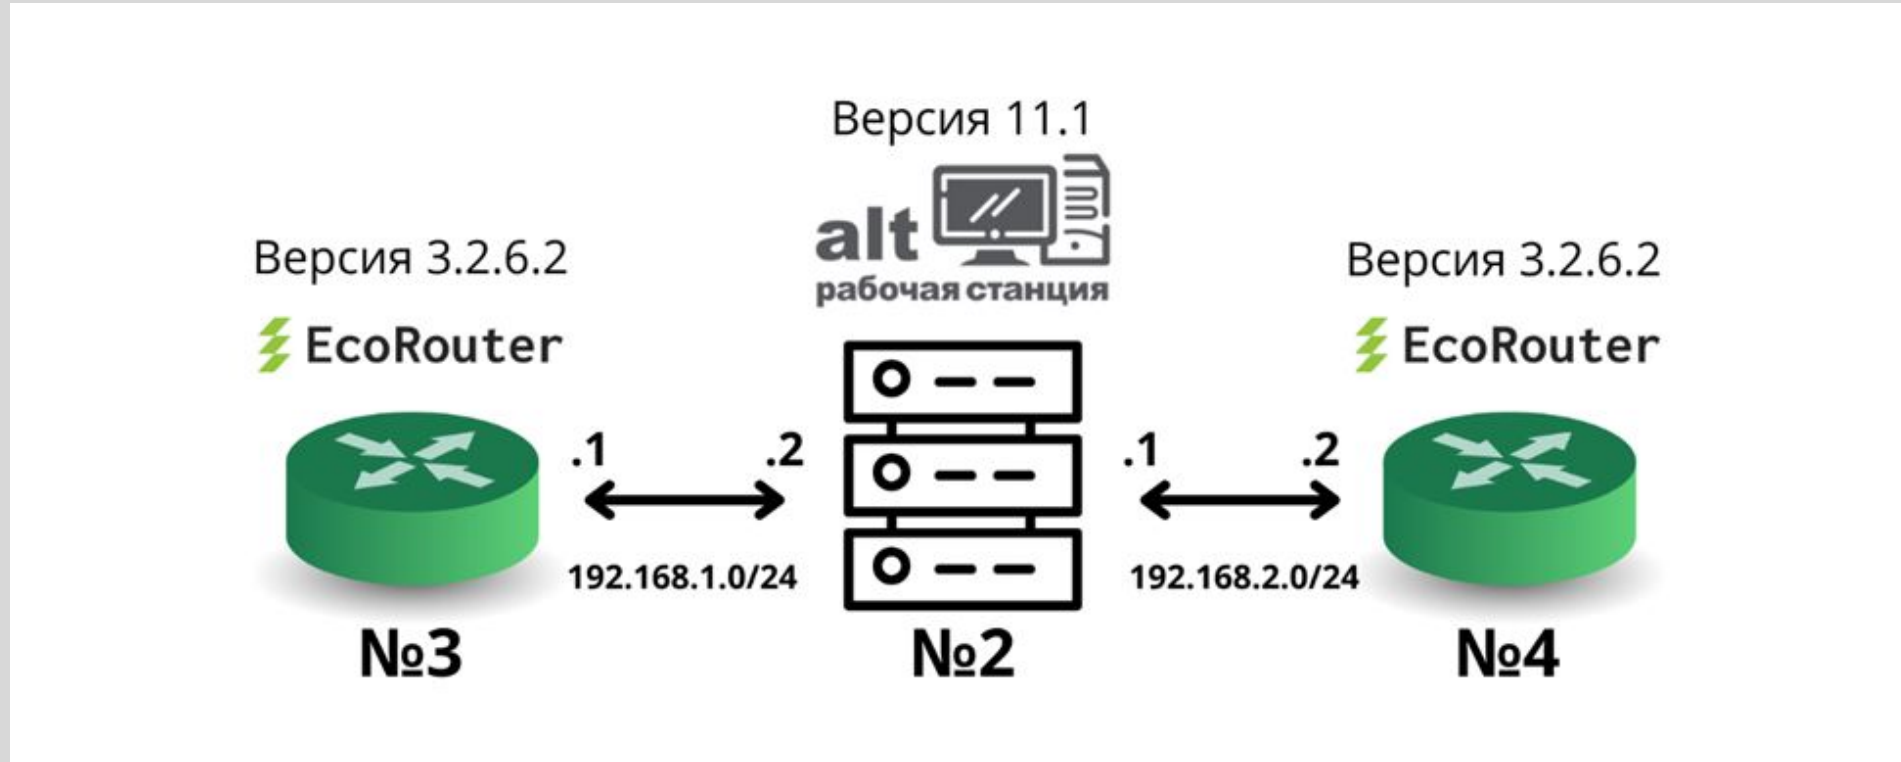 Версия 11.1
alt
рабочая станция
Версия 3.2.6.2
EcoRouter
Версия 3.2.6.2
EcoRouter
.1
.2
.1
.2
192.168.1.0/24
192.168.2.0/24
№3
№2
№4